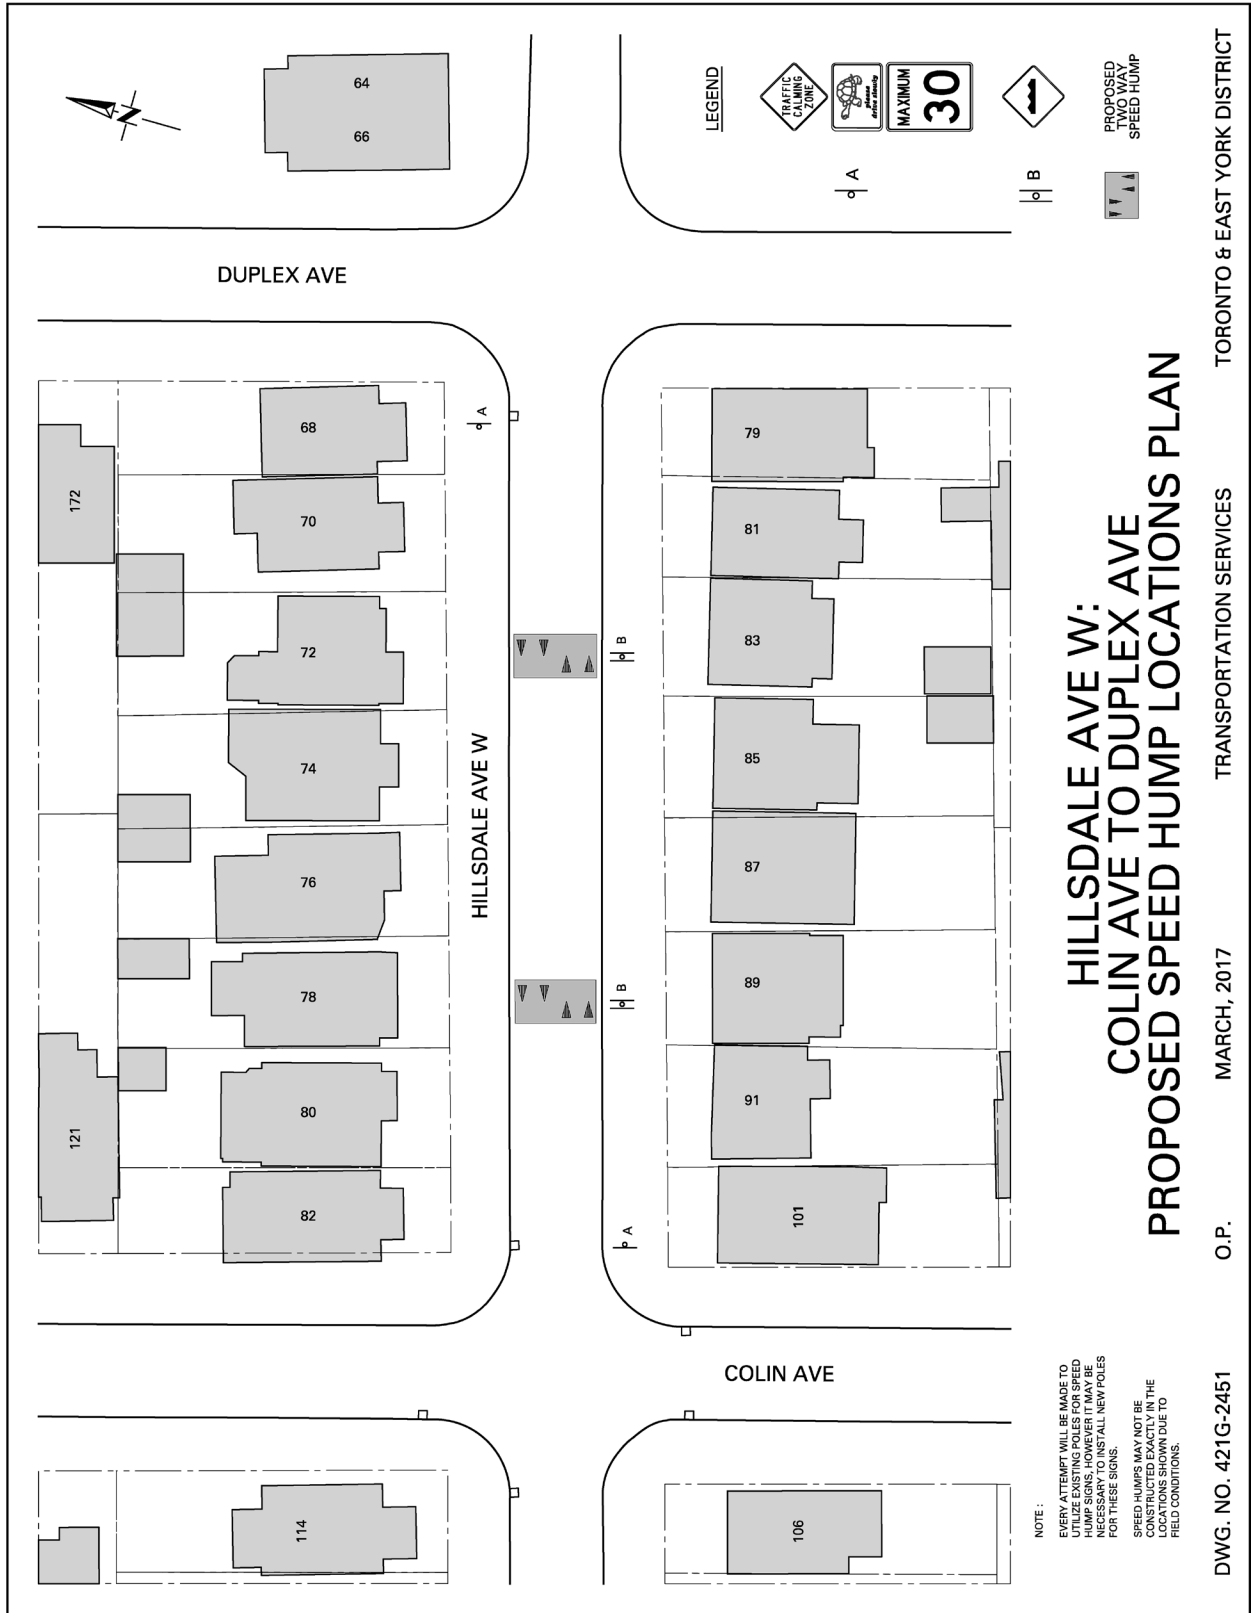 HILLSDALE AVE W:
COLIN AVE TO DUPLEX AVE
PROPOSED SPEED HUMP LOCATIONS PLAN
DWG. NO. 421G-2451
O.P.
MARCH, 2017
TRANSPORTATION SERVICES
TORONTO & EAST YORK DISTRICT
N
LEGEND
TRAFFIC
CALMING
ZONE
please
drive slowly
MAXIMUM
30
A
B
PROPOSED
TWO WAY
SPEED HUMP
DUPLEX AVE
HILLSDALE AVE W
COLIN AVE
64
66
172
68
70
72
74
76
78
80
82
121
114
79
81
83
85
87
89
91
101
106
A
B
B
A
NOTE :
EVERY ATTEMPT WILL BE MADE TO
UTILIZE EXISTING POLES FOR SPEED
HUMP SIGNS, HOWEVER IT MAY BE
NECESSARY TO INSTALL NEW POLES
FOR THESE SIGNS.
SPEED HUMPS MAY NOT BE
CONSTRUCTED EXACTLY IN THE
LOCATIONS SHOWN DUE TO
FIELD CONDITIONS.